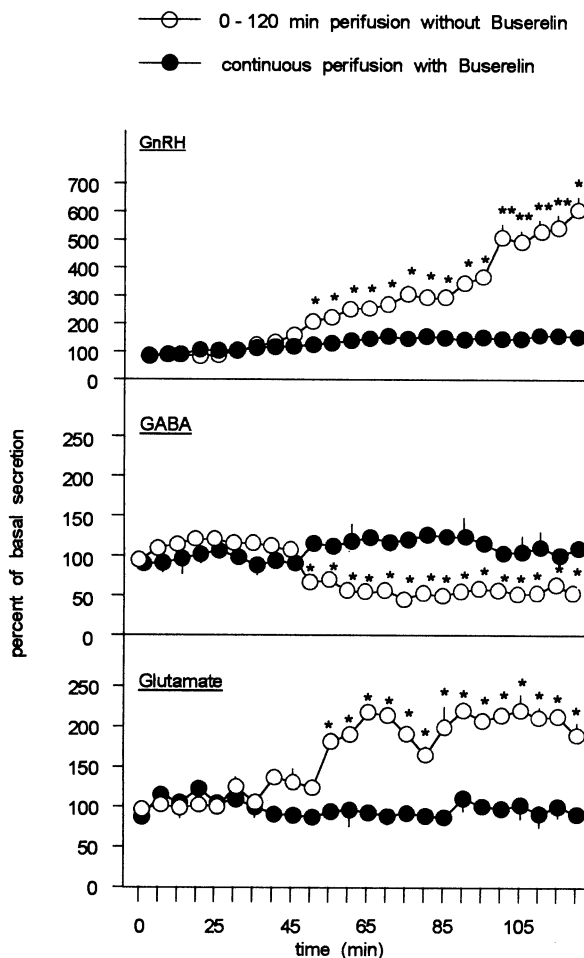 0 - 120 min perifusion without Buserelin
continuous perifusion with Buserelin
GnRH
700
600
500
400
300
200
100
0
* * * * * * * * * * ** ** ** ** *
GABA
250
200
150
100
50
0
* * * * * * * * * * * * * * *
Glutamate
250
200
150
100
50
0
* * * * * * * * * * * * * *
percent of basal secretion
0 25 45 65 85 105
time (min)